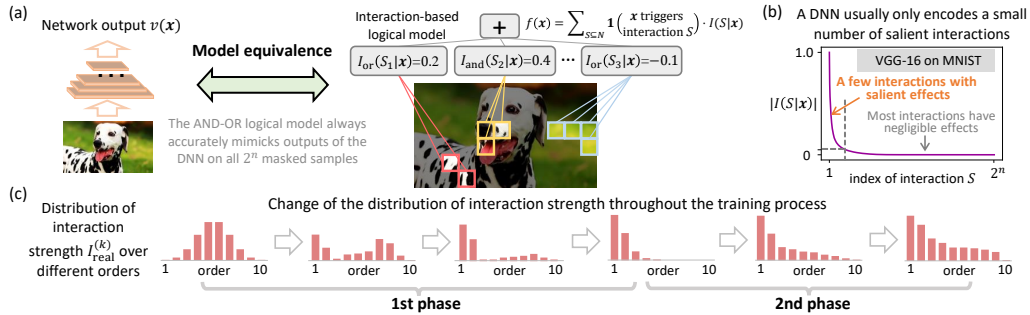 (a)
Network output v(x)
Model equivalence
The AND-OR logical model always
accurately mimicks outputs of the
DNN on all 2^n masked samples
Interaction-based
logical model
+
f(x) = ∑_{S⊆N} 1(x triggers interaction S) · I(S|x)
I_or(S_1|x)=0.2
I_and(S_2|x)=0.4
···
I_or(S_3|x)=−0.1
(b)
A DNN usually only encodes a small
number of salient interactions
VGG-16 on MNIST
1.0
A few interactions with
salient effects
|I(S|x)|
Most interactions have
negligible effects
0
1
2^n
index of interaction S
(c)
Distribution of
interaction
strength I_real^(k) over
different orders
Change of the distribution of interaction strength throughout the training process
1 order 10
1 order 10
1 order 10
1 order 10
1 order 10
1 order 10
1st phase
2nd phase